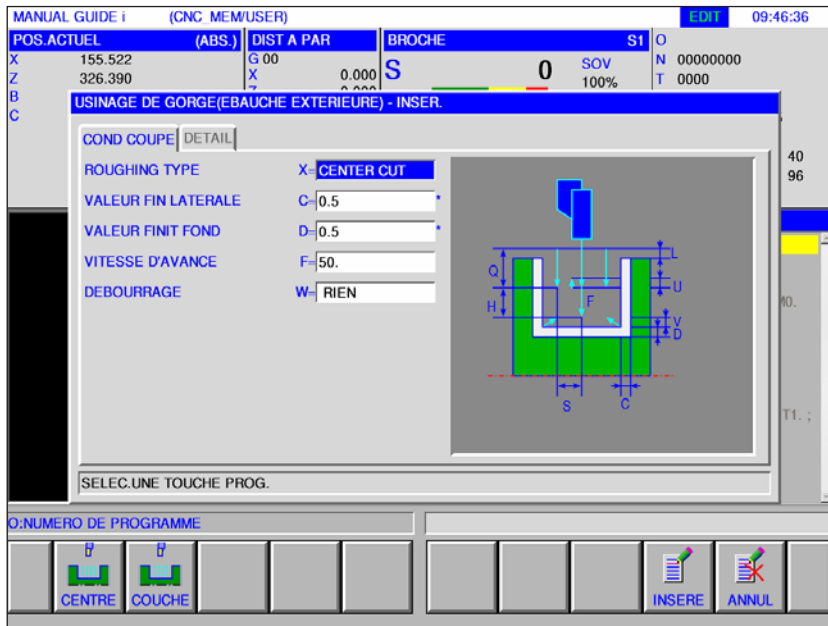 MANUAL GUIDE i (CNC_MEM/USER) EDIT 09:46:36
POS.ACTUEL (ABS.) DIST A PAR BROCHE S1 O
X 155.522 G 00 N 00000000
Z 326.390 X 0.000 S 0 SOV 100% T 0000
B
C
USINAGE DE GORGE(EBAUCHE EXTERIEURE) - INSER.
COND COUPE DETAIL
ROUGHING TYPE X= CENTER CUT
VALEUR FIN LATERALE C= 0.5 *
VALEUR FINIT FOND D= 0.5 *
VITESSE D'AVANCE F= 50.
DEBOURRAGE W= RIEN
L
Q
U
F
H
V
D
S C
40
96
M0.
T1. ;
SELEC.UNE TOUCHE PROG.
O:NUMERO DE PROGRAMME
CENTRE COUCHE INSERE ANNUL